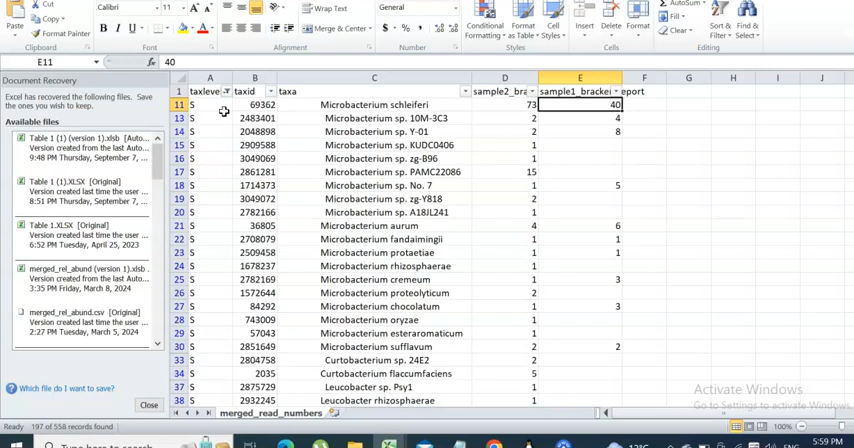 Cut
Copy
Format Painter
Paste
Clipboard
Calibri
11
B I U
Font
Wrap Text
Merge & Center
Alignment
General
$ % ,
Number
Conditional Format Cell
Formatting as Table Styles
Styles
Insert Delete Format
Cells
AutoSum
Fill
Clear
Sort & Find &
Filter Select
Editing
E11 fx 40
Document Recovery
Excel has recovered the following files. Save
the ones you wish to keep.
Available files
Table 1 (1) (version 1).xlsb [Auto...
Version created from the last Auto...
9:48 PM Thursday, September 7, ...
Table 1 (1).XLSX [Original]
Version created last time the user ...
8:51 PM Thursday, September 7, ...
Table 1.XLSX [Original]
Version created last time the user ...
6:52 PM Tuesday, April 25, 2023
merged_rel_abund (version 1).xlsb ...
Version created from the last Auto...
3:35 PM Friday, March 8, 2024
merged_rel_abund.csv [Original]
Version created last time the user ...
2:27 PM Tuesday, March 5, 2024
Which file do I want to save?
Close
A B C D E F G H I J
1 taxleve taxid taxa sample2_bra sample1_bracken report
11 S 69362 Microbacterium schleiferi 73 40
13 S 2483401 Microbacterium sp. 10M-3C3 2 4
14 S 2048898 Microbacterium sp. Y-01 2 8
15 S 2909588 Microbacterium sp. KUDC0406 1
16 S 3049069 Microbacterium sp. zg-B96 1
17 S 2861281 Microbacterium sp. PAMC22086 15
18 S 1714373 Microbacterium sp. No. 7 1 5
19 S 3049072 Microbacterium sp. zg-Y818 2
20 S 2782166 Microbacterium sp. A18JL241 1
21 S 36805 Microbacterium aurum 4 6
22 S 2708079 Microbacterium fandaimingii 1 1
23 S 2509458 Microbacterium protaetiae 1 1
24 S 1678237 Microbacterium rhizosphaerae 1
25 S 2782169 Microbacterium cremeum 1 3
26 S 1572644 Microbacterium proteolyticum 2
27 S 84292 Microbacterium chocolatum 1 3
28 S 743009 Microbacterium oryzae 1
29 S 57043 Microbacterium esteraromaticum 1
30 S 2851649 Microbacterium sufflavum 2 2
33 S 2804758 Curtobacterium sp. 24E2 2
34 S 2035 Curtobacterium flaccumfaciens 5
37 S 2875729 Leucobacter sp. Psy1 1
38 S 2932245 Leucobacter rhizosphaerae 1
Activate Windows
Go to Settings to activate Windows.
merged_read_numbers
Ready 197 of 558 records found
100%
Type here to search
5:59 PM